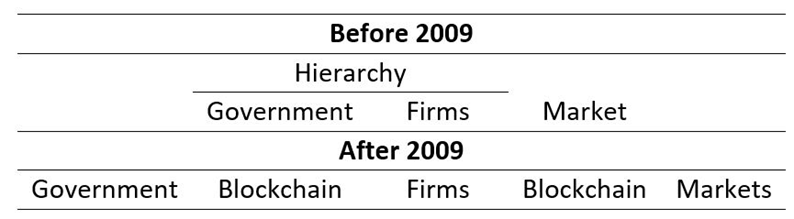 Before 2009
Hierarchy
Government Firms Market
After 2009
Government Blockchain Firms Blockchain Markets